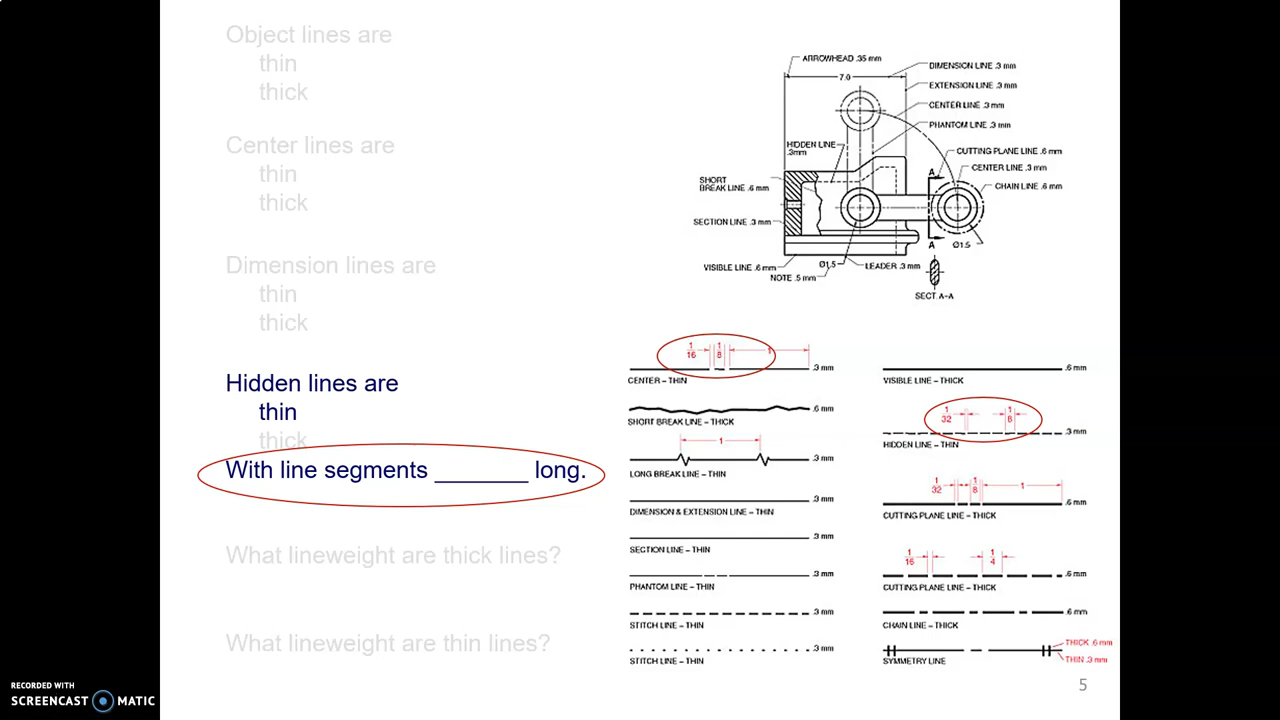 Object lines are
thin
thick
Center lines are
thin
thick
Dimension lines are
thin
thick
Hidden lines are
thin
thick
With line segments _______ long.
What lineweight are thick lines?
What lineweight are thin lines?
ARROWHEAD .35 mm
7.0
DIMENSION LINE .3 mm
EXTENSION LINE .3 mm
CENTER LINE .3 mm
PHANTOM LINE .3 mm
HIDDEN LINE
.3mm
CUTTING PLANE LINE .6 mm
CENTER LINE .3 mm
CHAIN LINE .6 mm
SHORT
BREAK LINE .6 mm
SECTION LINE .3 mm
A
A
Ø1.5
VISIBLE LINE .6 mm
Ø1.5
LEADER .3 mm
NOTE .5 mm
SECT. A-A
1/16 1/8 1
.3 mm
CENTER – THIN
.6 mm
SHORT BREAK LINE – THICK
1
.3 mm
LONG BREAK LINE – THIN
.3 mm
DIMENSION & EXTENSION LINE – THIN
.3 mm
SECTION LINE – THIN
.3 mm
PHANTOM LINE – THIN
.3 mm
STITCH LINE – THIN
.3 mm
STITCH LINE – THIN
.6 mm
VISIBLE LINE – THICK
1/32 1/8
.3 mm
HIDDEN LINE – THIN
1/32 1/8 1
.6 mm
CUTTING PLANE LINE – THICK
1/16 1/4
.6 mm
CUTTING PLANE LINE – THICK
.6 mm
CHAIN LINE – THICK
THICK .6 mm
SYMMETRY LINE
THIN .3 mm
5
RECORDED WITH
SCREENCAST MATIC